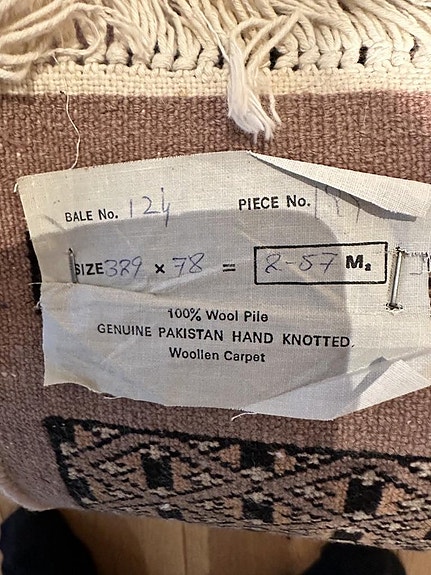 BALE No. 124 PIECE No.
SIZE 329 × 78 = 2-57 M₂
100% Wool Pile
GENUINE PAKISTAN HAND KNOTTED.
Woollen Carpet